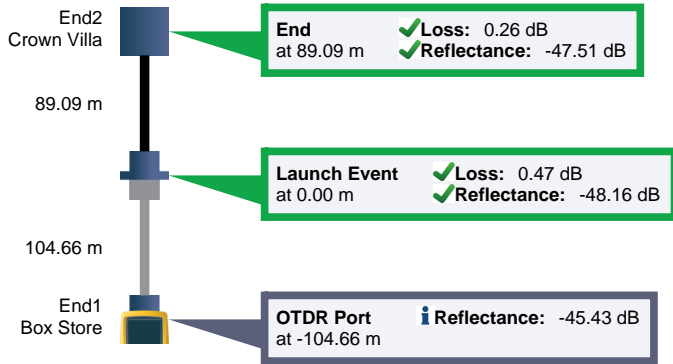 End2
Crown Villa
End Loss: 0.26 dB
at 89.09 m Reflectance: -47.51 dB
89.09 m
Launch Event Loss: 0.47 dB
at 0.00 m Reflectance: -48.16 dB
104.66 m
End1
Box Store
OTDR Port i Reflectance: -45.43 dB
at -104.66 m